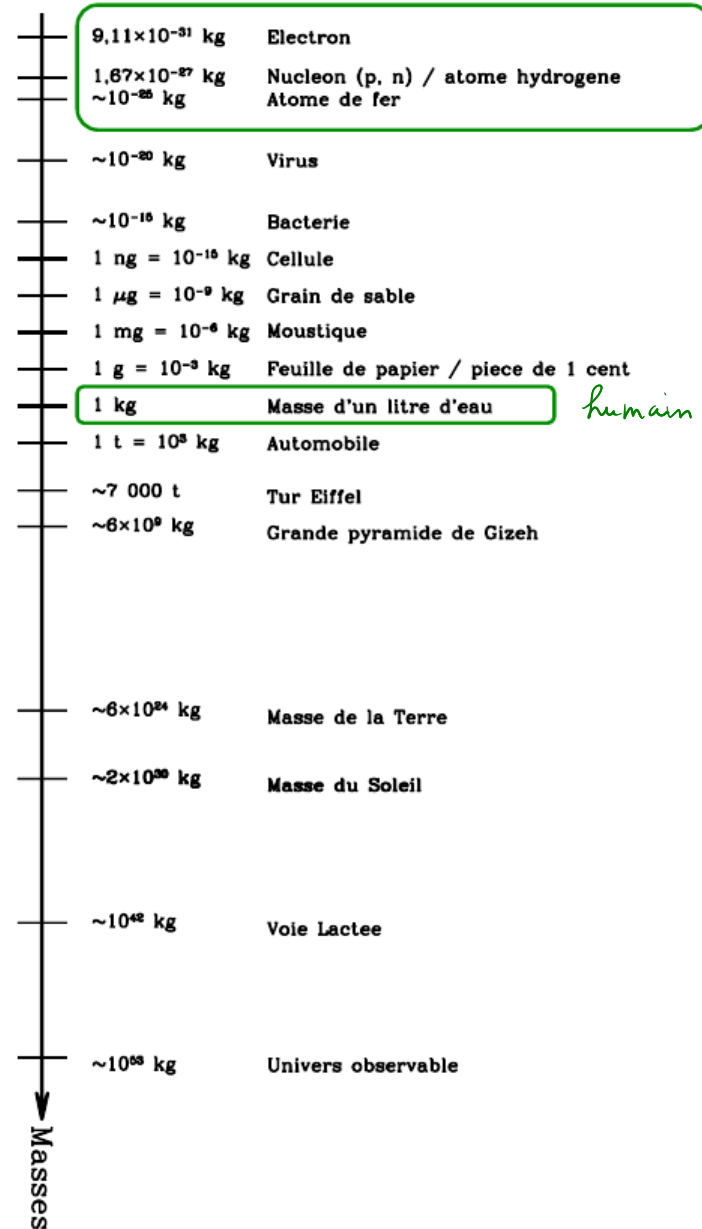 9,11×10⁻³¹ kg Electron
1,67×10⁻²⁷ kg Nucleon (p, n) / atome hydrogene
~10⁻²⁵ kg Atome de fer
~10⁻²⁰ kg Virus
~10⁻¹⁵ kg Bacterie
1 ng = 10⁻¹⁵ kg Cellule
1 μg = 10⁻⁹ kg Grain de sable
1 mg = 10⁻⁶ kg Moustique
1 g = 10⁻³ kg Feuille de papier / piece de 1 cent
1 kg Masse d'un litre d'eau humain
1 t = 10³ kg Automobile
~7 000 t Tur Eiffel
~6×10⁹ kg Grande pyramide de Gizeh
~6×10²⁴ kg Masse de la Terre
~2×10³⁰ kg Masse du Soleil
~10⁴² kg Voie Lactee
~10⁵³ kg Univers observable
Masses